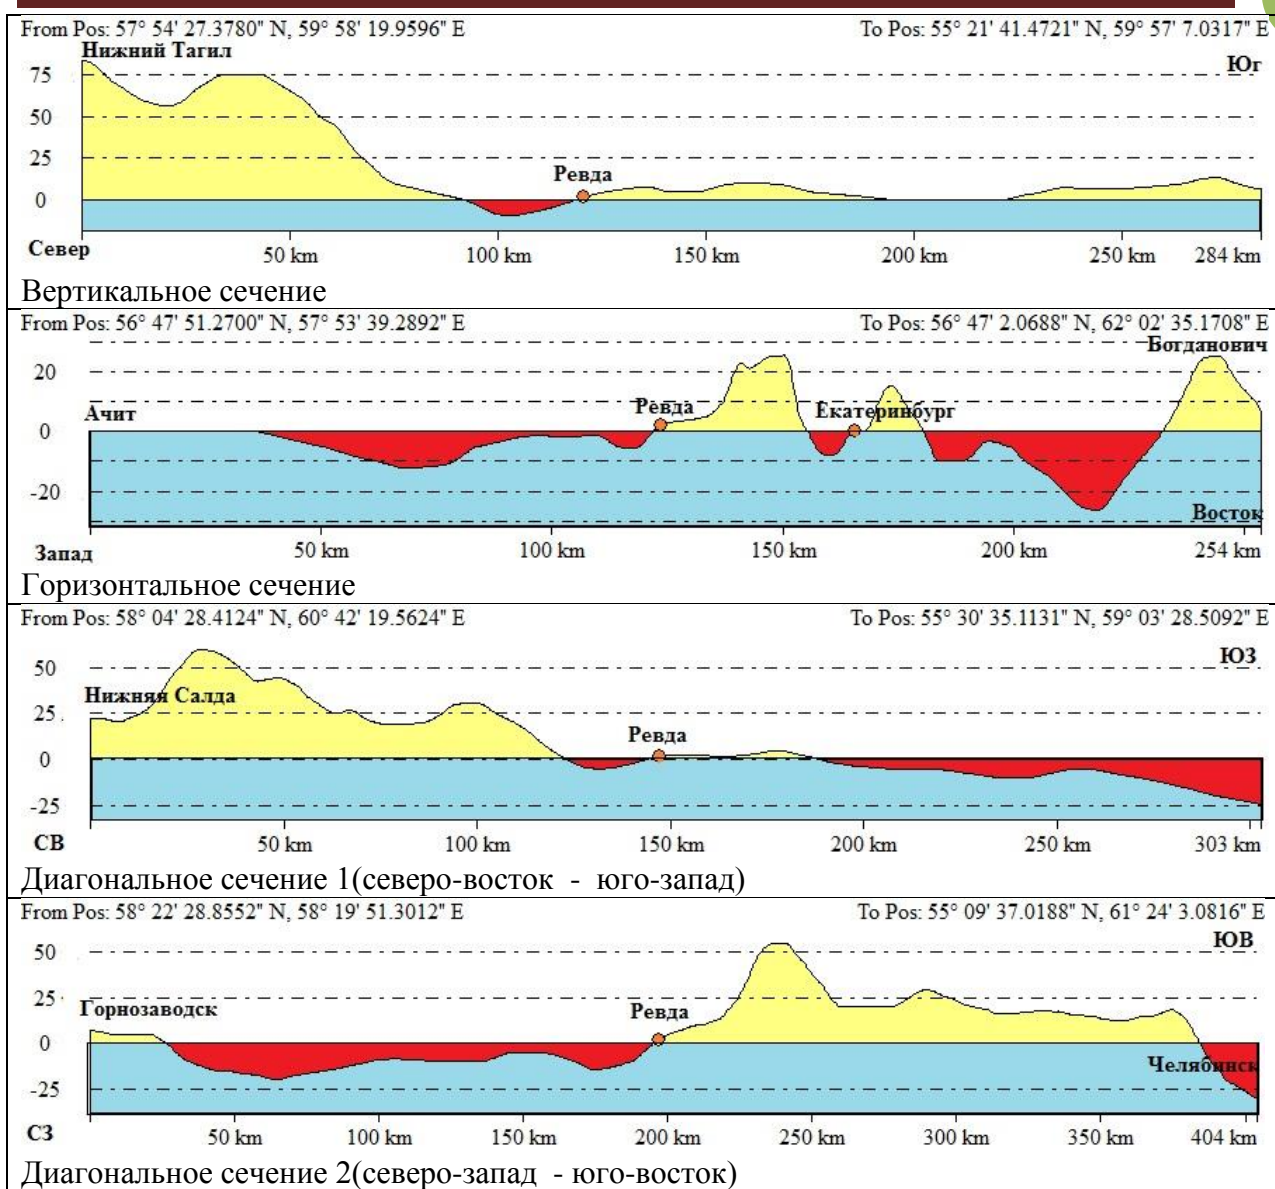 From Pos: 57° 54' 27.3780" N, 59° 58' 19.9596" E To Pos: 55° 21' 41.4721" N, 59° 57' 7.0317" E
Нижний Тагил
Юг
75
50
25
Ревда
0
Север
50 km 100 km 150 km 200 km 250 km 284 km
Вертикальное сечение
From Pos: 56° 47' 51.2700" N, 57° 53' 39.2892" E To Pos: 56° 47' 2.0688" N, 62° 02' 35.1708" E
Богданович
20
Ачит Ревда Екатеринбург
0
-20
Восток
Запад 50 km 100 km 150 km 200 km 254 km
Горизонтальное сечение
From Pos: 58° 04' 28.4124" N, 60° 42' 19.5624" E To Pos: 55° 30' 35.1131" N, 59° 03' 28.5092" E
50 ЮЗ
Нижняя Салда
25
Ревда
0
-25
СВ 50 km 100 km 150 km 200 km 250 km 303 km
Диагональное сечение 1(северо-восток - юго-запад)
From Pos: 58° 22' 28.8552" N, 58° 19' 51.3012" E To Pos: 55° 09' 37.0188" N, 61° 24' 3.0816" E
50 ЮВ
25
Горнозаводск Ревда
0
Челябинск
-25
СЗ 50 km 100 km 150 km 200 km 250 km 300 km 350 km 404 km
Диагональное сечение 2(северо-запад - юго-восток)